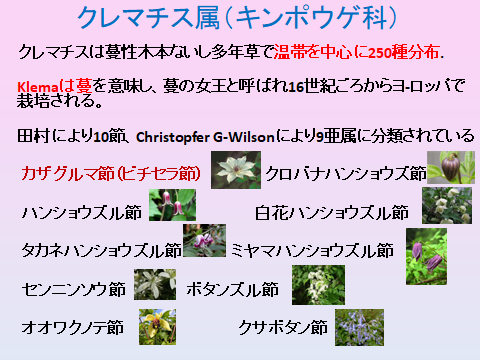 クレマチス属（キンポウゲ科）
クレマチスは蔓性木本ないし多年草で温帯を中心に250種分布.
Klemaは蔓を意味し、蔓の女王と呼ばれ16世紀ごろからヨ-ロッパで
栽培される。
田村により10節、Christopfer G-Wilsonにより9亜属に分類されている
カザグルマ節（ビチセラ節） クロバナハンショウズ節
ハンショウズル節 白花ハンショウズル節
タカネハンショウズル節 ミヤマハンショウズル節
センニンソウ節 ボタンズル節
オオワクノテ節 クサボタン節